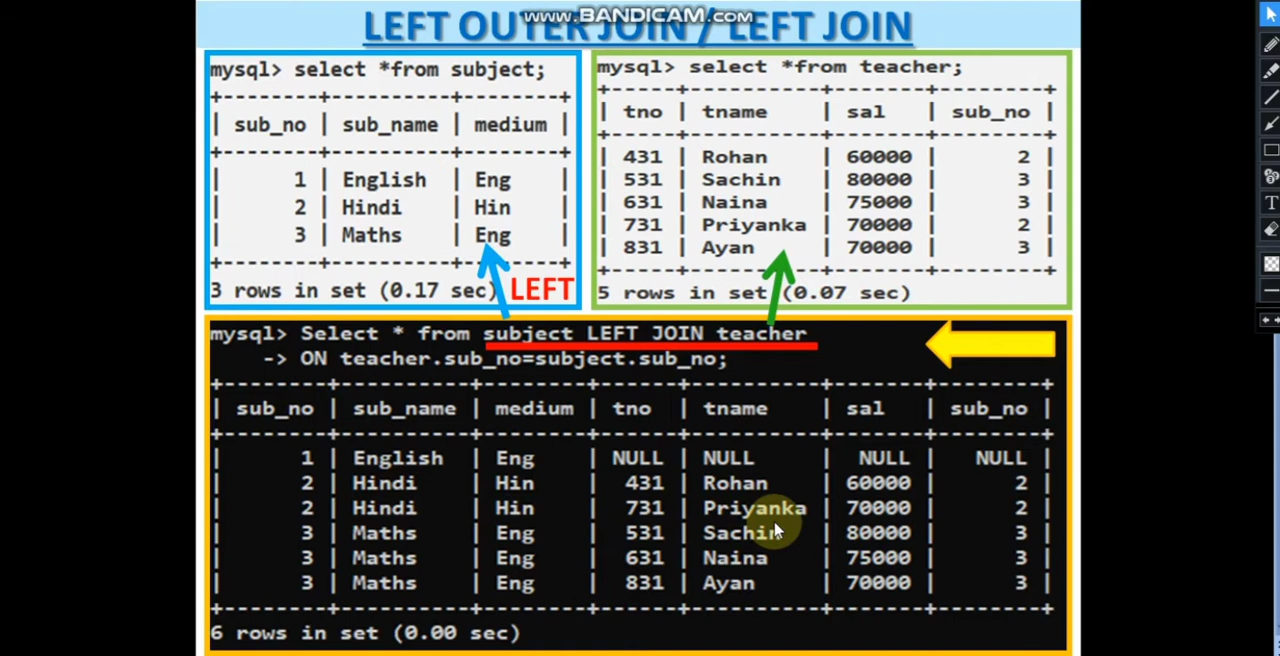 www.BANDICAM.com
LEFT OUTER JOIN / LEFT JOIN
mysql> select *from subject;
+--------+----------+--------+
| sub_no | sub_name | medium |
+--------+----------+--------+
| 1 | English | Eng |
| 2 | Hindi | Hin |
| 3 | Maths | Eng |
+--------+----------+--------+
3 rows in set (0.17 sec)
LEFT
mysql> select *from teacher;
+------+----------+-------+--------+
| tno | tname | sal | sub_no |
+------+----------+-------+--------+
| 431 | Rohan | 60000 | 2 |
| 531 | Sachin | 80000 | 3 |
| 631 | Naina | 75000 | 3 |
| 731 | Priyanka | 70000 | 2 |
| 831 | Ayan | 70000 | 3 |
+------+----------+-------+--------+
5 rows in set (0.07 sec)
mysql> Select * from subject LEFT JOIN teacher
-> ON teacher.sub_no=subject.sub_no;
+--------+----------+--------+------+----------+-------+--------+
| sub_no | sub_name | medium | tno | tname | sal | sub_no |
+--------+----------+--------+------+----------+-------+--------+
| 1 | English | Eng | NULL | NULL | NULL | NULL |
| 2 | Hindi | Hin | 431 | Rohan | 60000 | 2 |
| 2 | Hindi | Hin | 731 | Priyanka | 70000 | 2 |
| 3 | Maths | Eng | 531 | Sachin | 80000 | 3 |
| 3 | Maths | Eng | 631 | Naina | 75000 | 3 |
| 3 | Maths | Eng | 831 | Ayan | 70000 | 3 |
+--------+----------+--------+------+----------+-------+--------+
6 rows in set (0.00 sec)